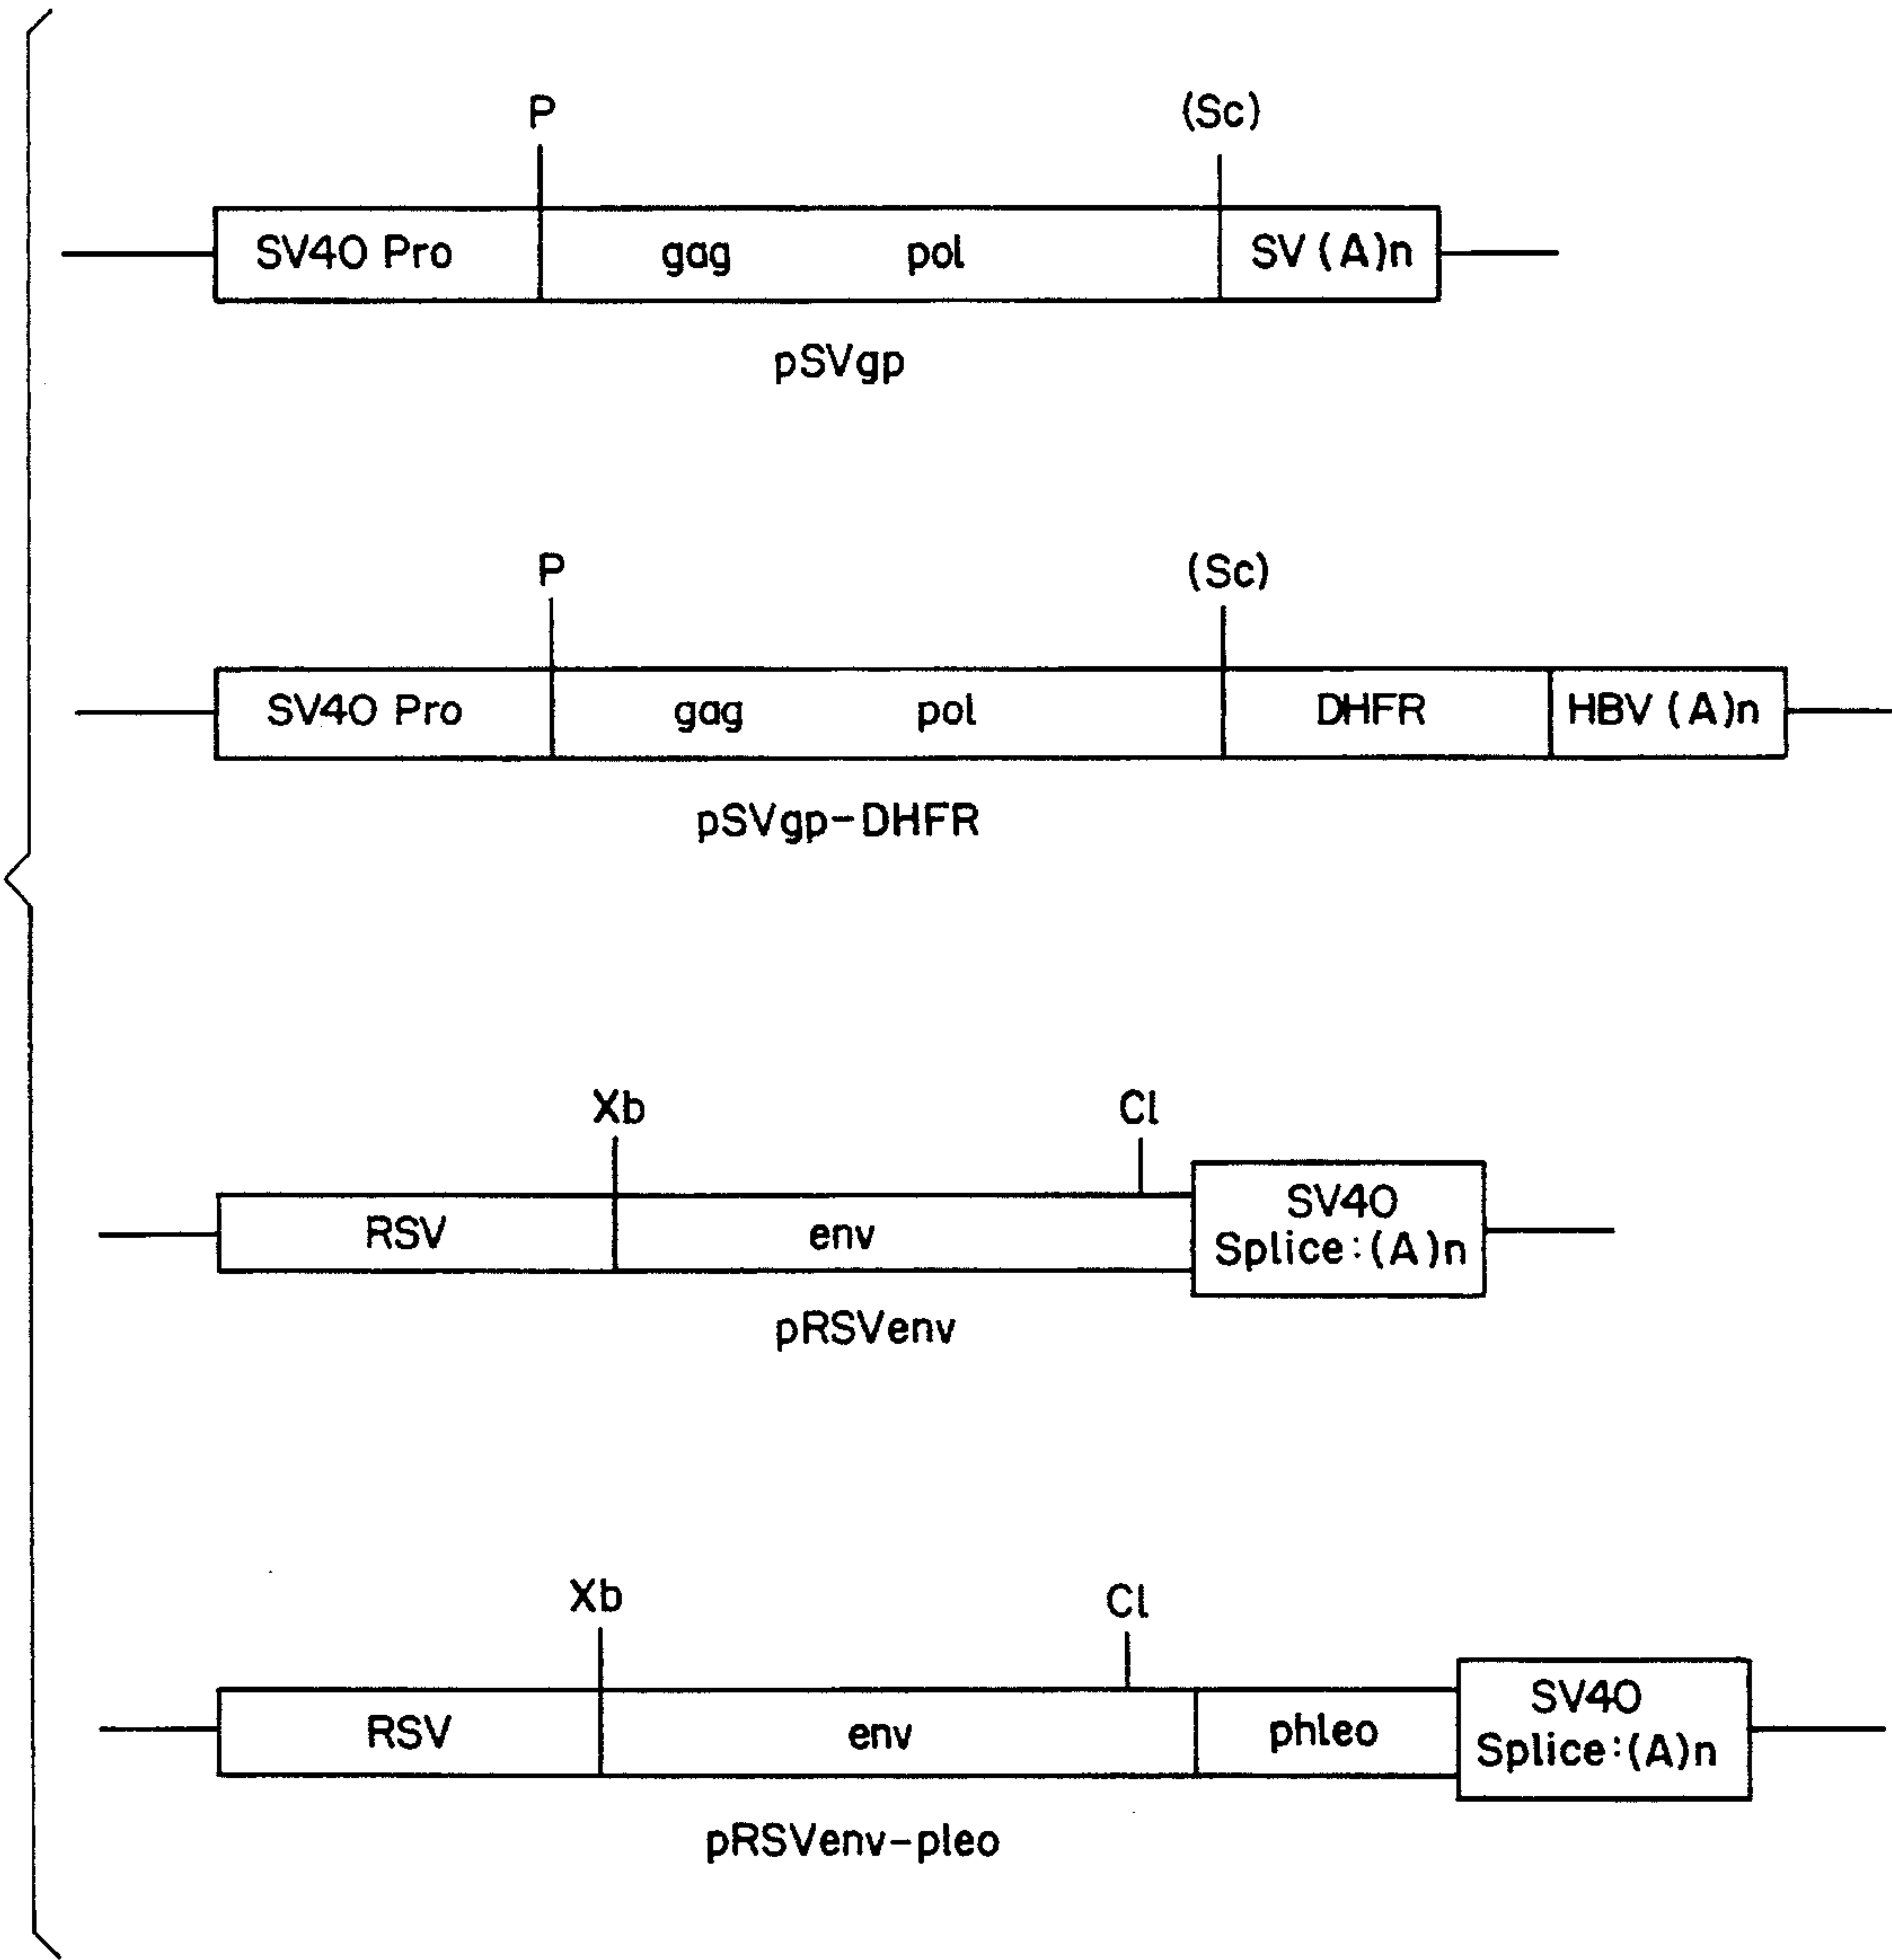 P (Sc)
SV40 Pro gag pol SV (A)n
pSVgp
P (Sc)
SV40 Pro gag pol DHFR HBV (A)n
pSVgp-DHFR
Xb Cl
RSV env SV40
Splice:(A)n
pRSVenv
Xb Cl
RSV env phleo SV40
Splice:(A)n
pRSVenv-pleo